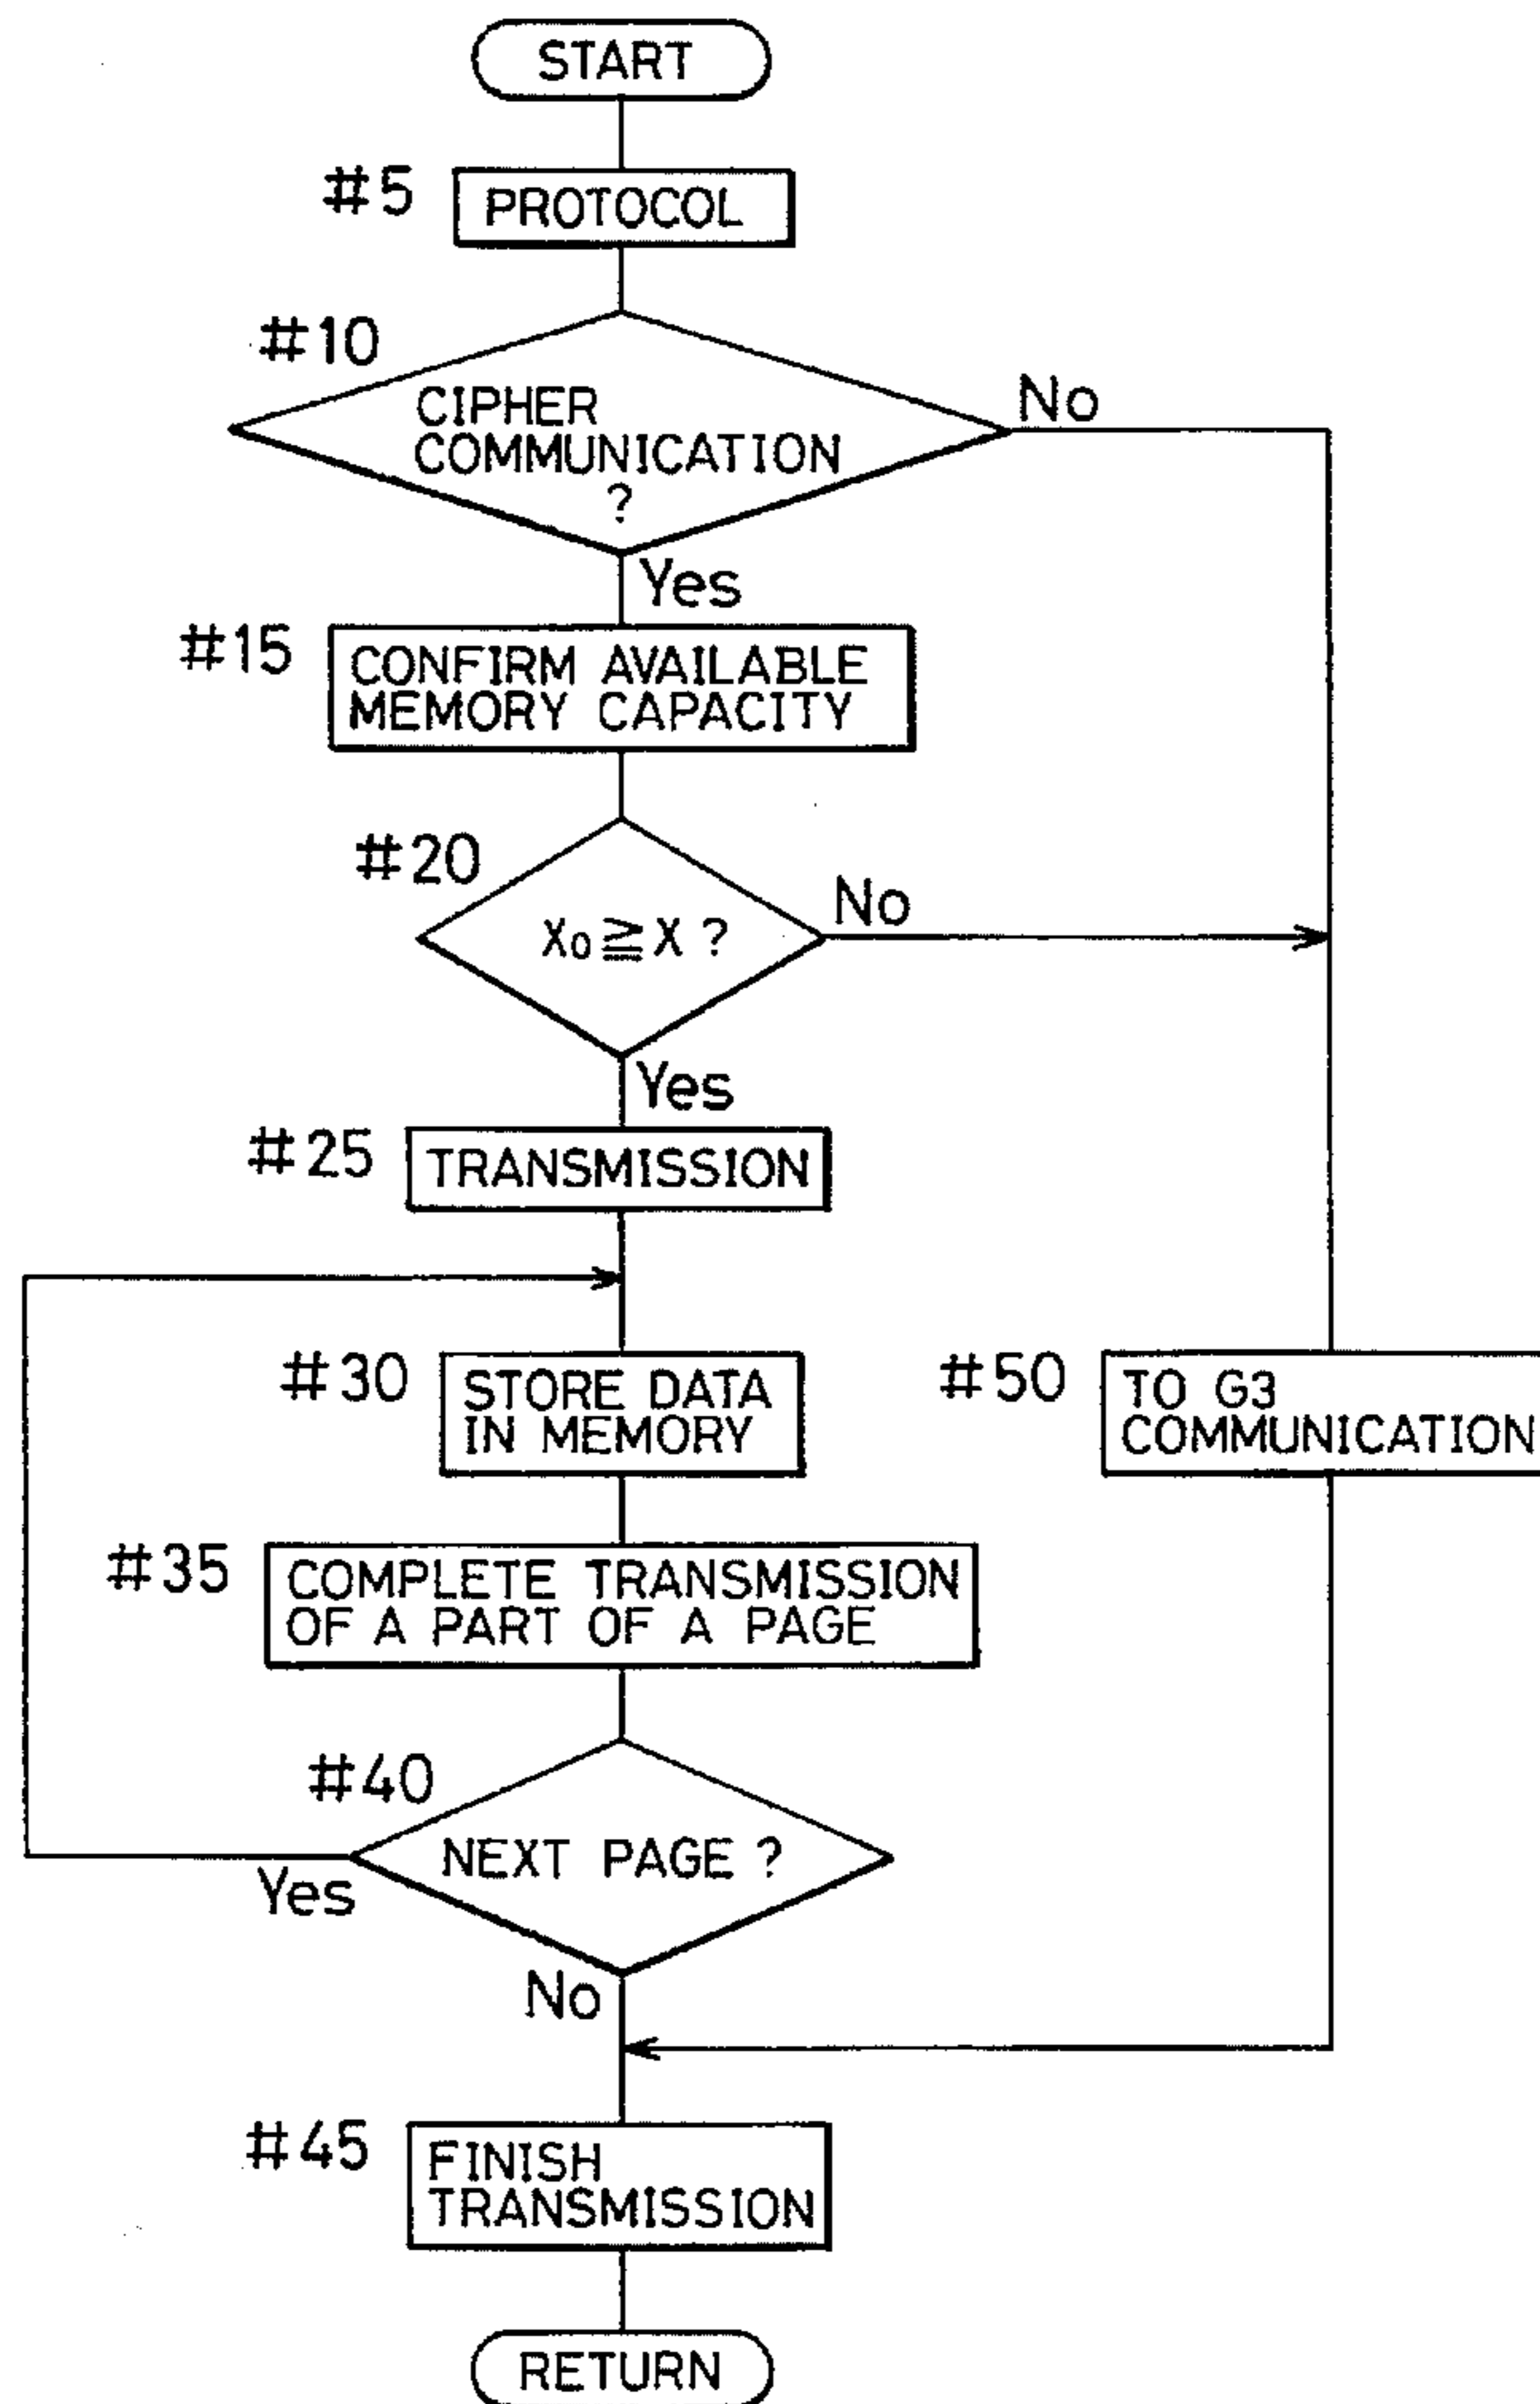 START
#5
PROTOCOL
#10
CIPHER
COMMUNICATION
?
No
Yes
#15
CONFIRM AVAILABLE
MEMORY CAPACITY
#20
X₀≧X ?
No
Yes
#25
TRANSMISSION
#30
STORE DATA
IN MEMORY
#50
TO G3
COMMUNICATION
#35
COMPLETE TRANSMISSION
OF A PART OF A PAGE
#40
NEXT PAGE ?
Yes
No
#45
FINISH
TRANSMISSION
RETURN